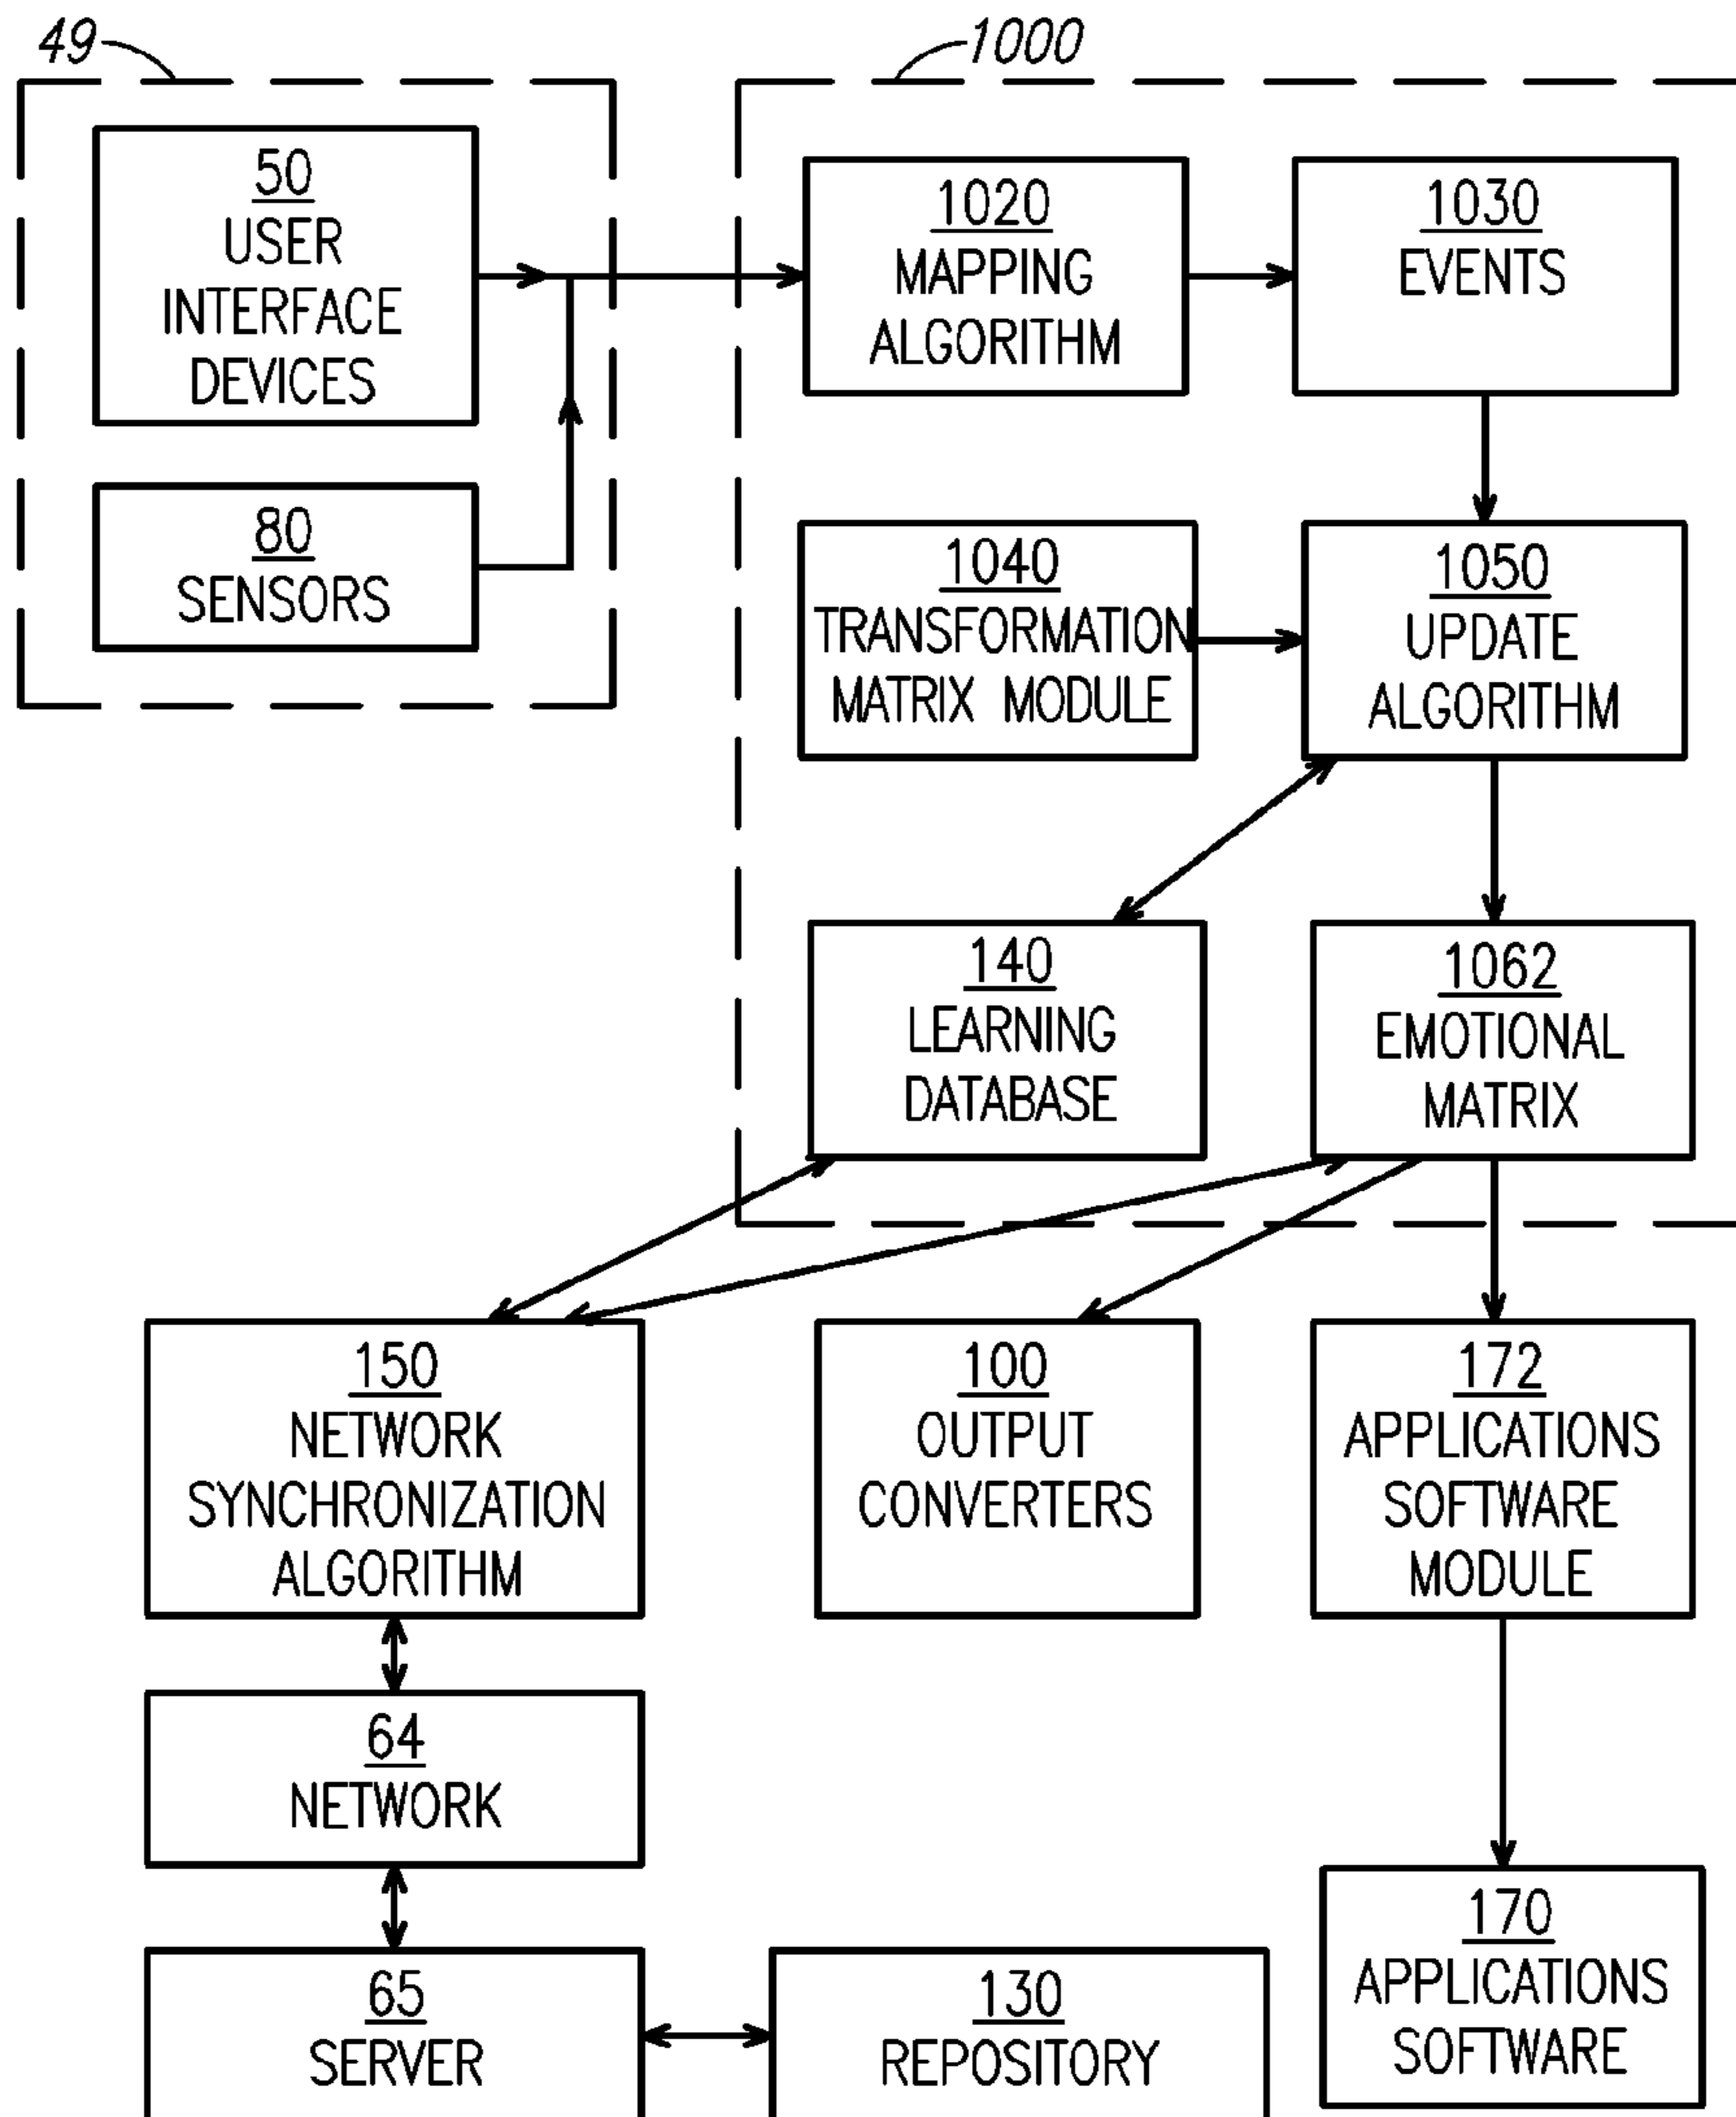 49
1000
50
USER
INTERFACE
DEVICES
1020
MAPPING
ALGORITHM
1030
EVENTS
80
SENSORS
1040
TRANSFORMATION
MATRIX MODULE
1050
UPDATE
ALGORITHM
140
LEARNING
DATABASE
1062
EMOTIONAL
MATRIX
150
NETWORK
SYNCHRONIZATION
ALGORITHM
100
OUTPUT
CONVERTERS
172
APPLICATIONS
SOFTWARE
MODULE
64
NETWORK
65
SERVER
130
REPOSITORY
170
APPLICATIONS
SOFTWARE